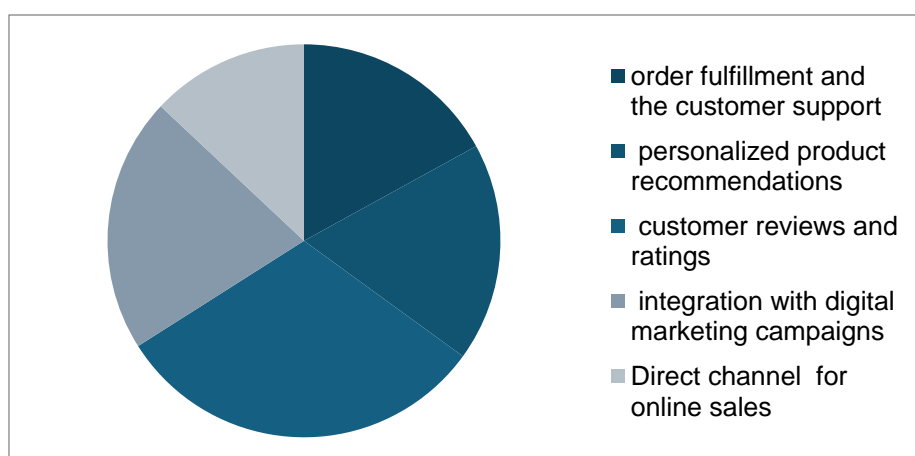 order fulfillment and
the customer support
personalized product
recommendations
customer reviews and
ratings
integration with digital
marketing campaigns
Direct channel  for
online sales